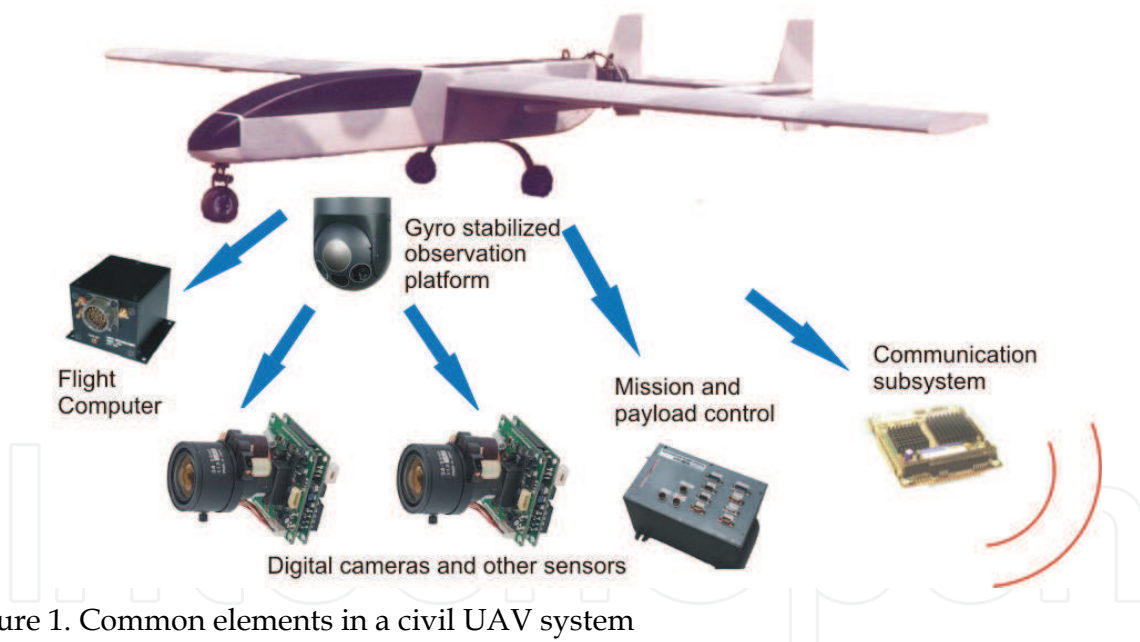 Gyro stabilized
observation
platform
Flight
Computer
Communication
subsystem
Mission and
payload control
Digital cameras and other sensors
ure 1. Common elements in a civil UAV system